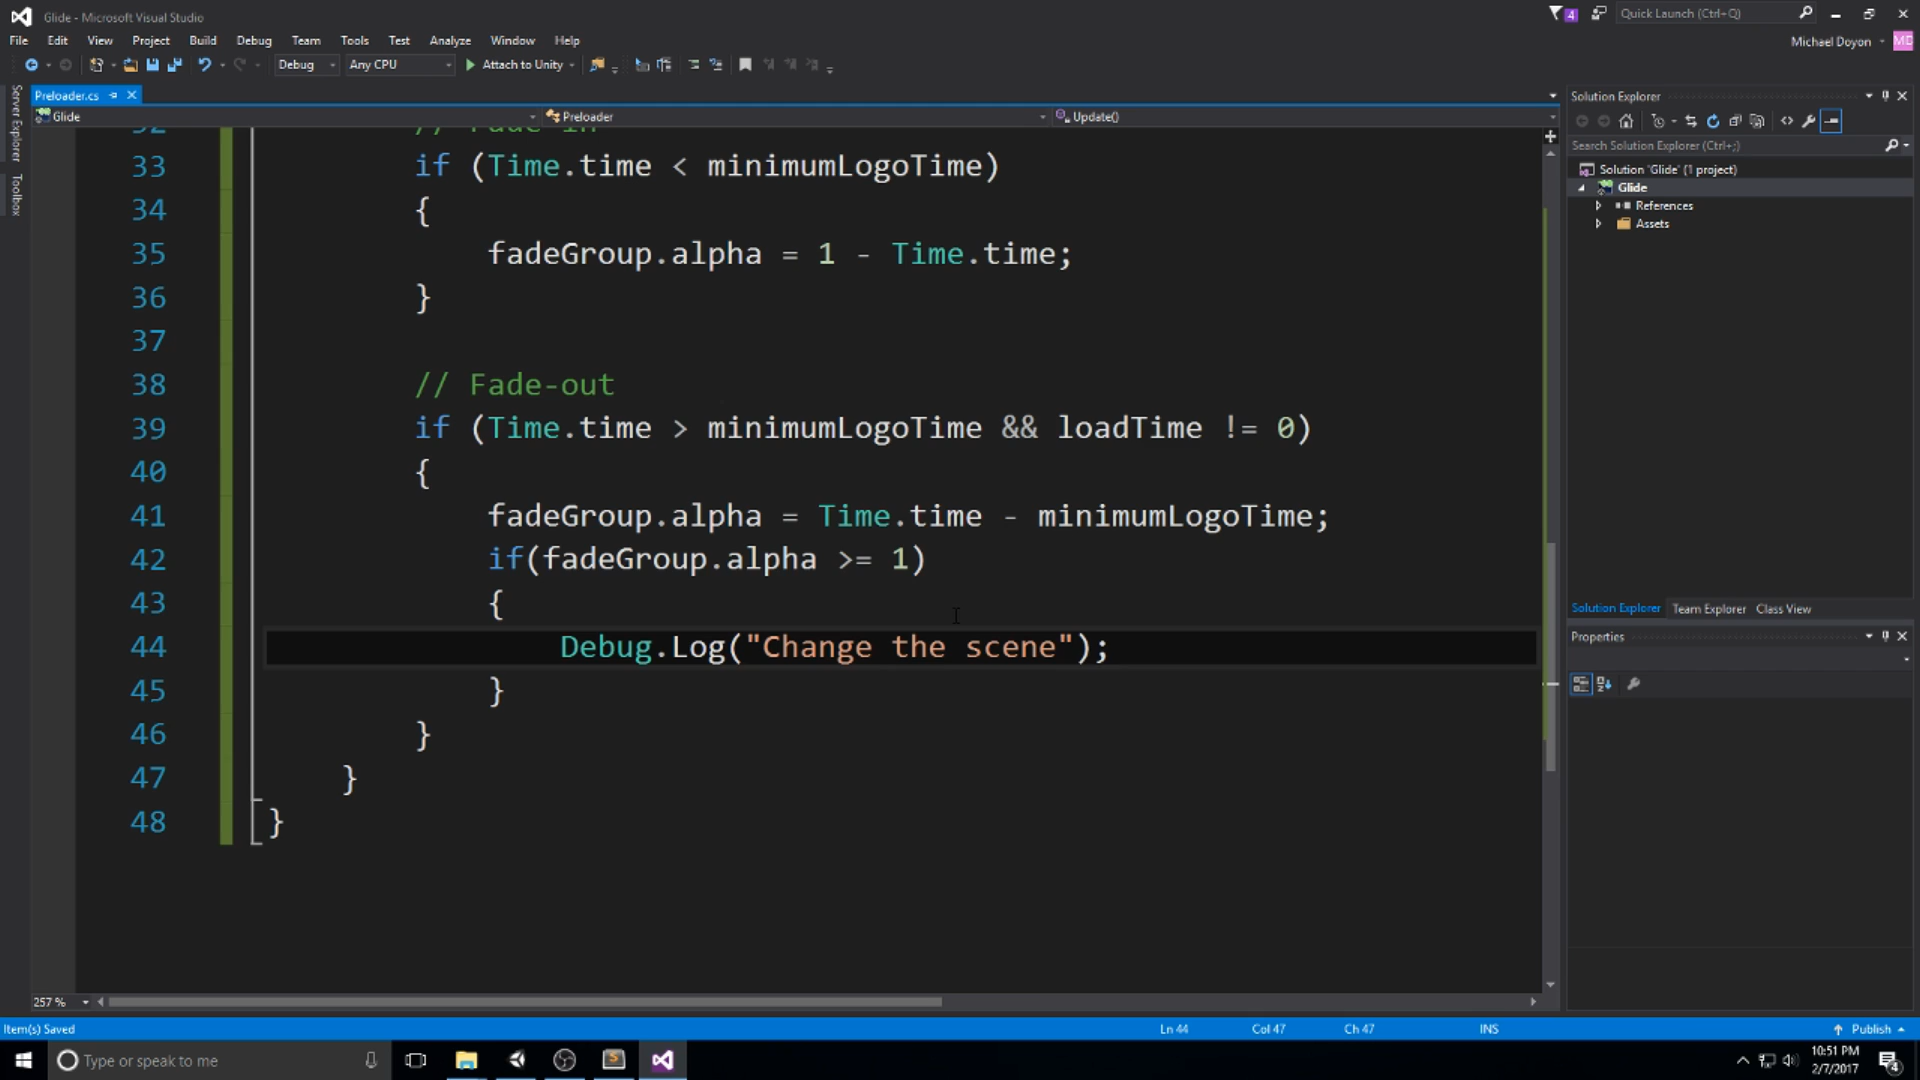 Glide - Microsoft Visual Studio
4
Quick Launch (Ctrl+Q)
File Edit View Project Build Debug Team Tools Test Analyze Window Help
Michael Doyon
MD
Debug
Any CPU
Attach to Unity
Server Explorer
Toolbox
Preloader.cs
Glide
Preloader
Update()
32 // Fade-in
33 if (Time.time < minimumLogoTime)
34 {
35 fadeGroup.alpha = 1 - Time.time;
36 }
37
38 // Fade-out
39 if (Time.time > minimumLogoTime && loadTime != 0)
40 {
41 fadeGroup.alpha = Time.time - minimumLogoTime;
42 if(fadeGroup.alpha >= 1)
43 {
44 Debug.Log("Change the scene");
45 }
46 }
47 }
48 }
257 %
Solution Explorer
Search Solution Explorer (Ctrl+;)
Solution 'Glide' (1 project)
Glide
References
Assets
Solution Explorer Team Explorer Class View
Properties
Item(s) Saved
Ln 44
Col 47
Ch 47
INS
Publish
Type or speak to me
10:51 PM
2/7/2017
4